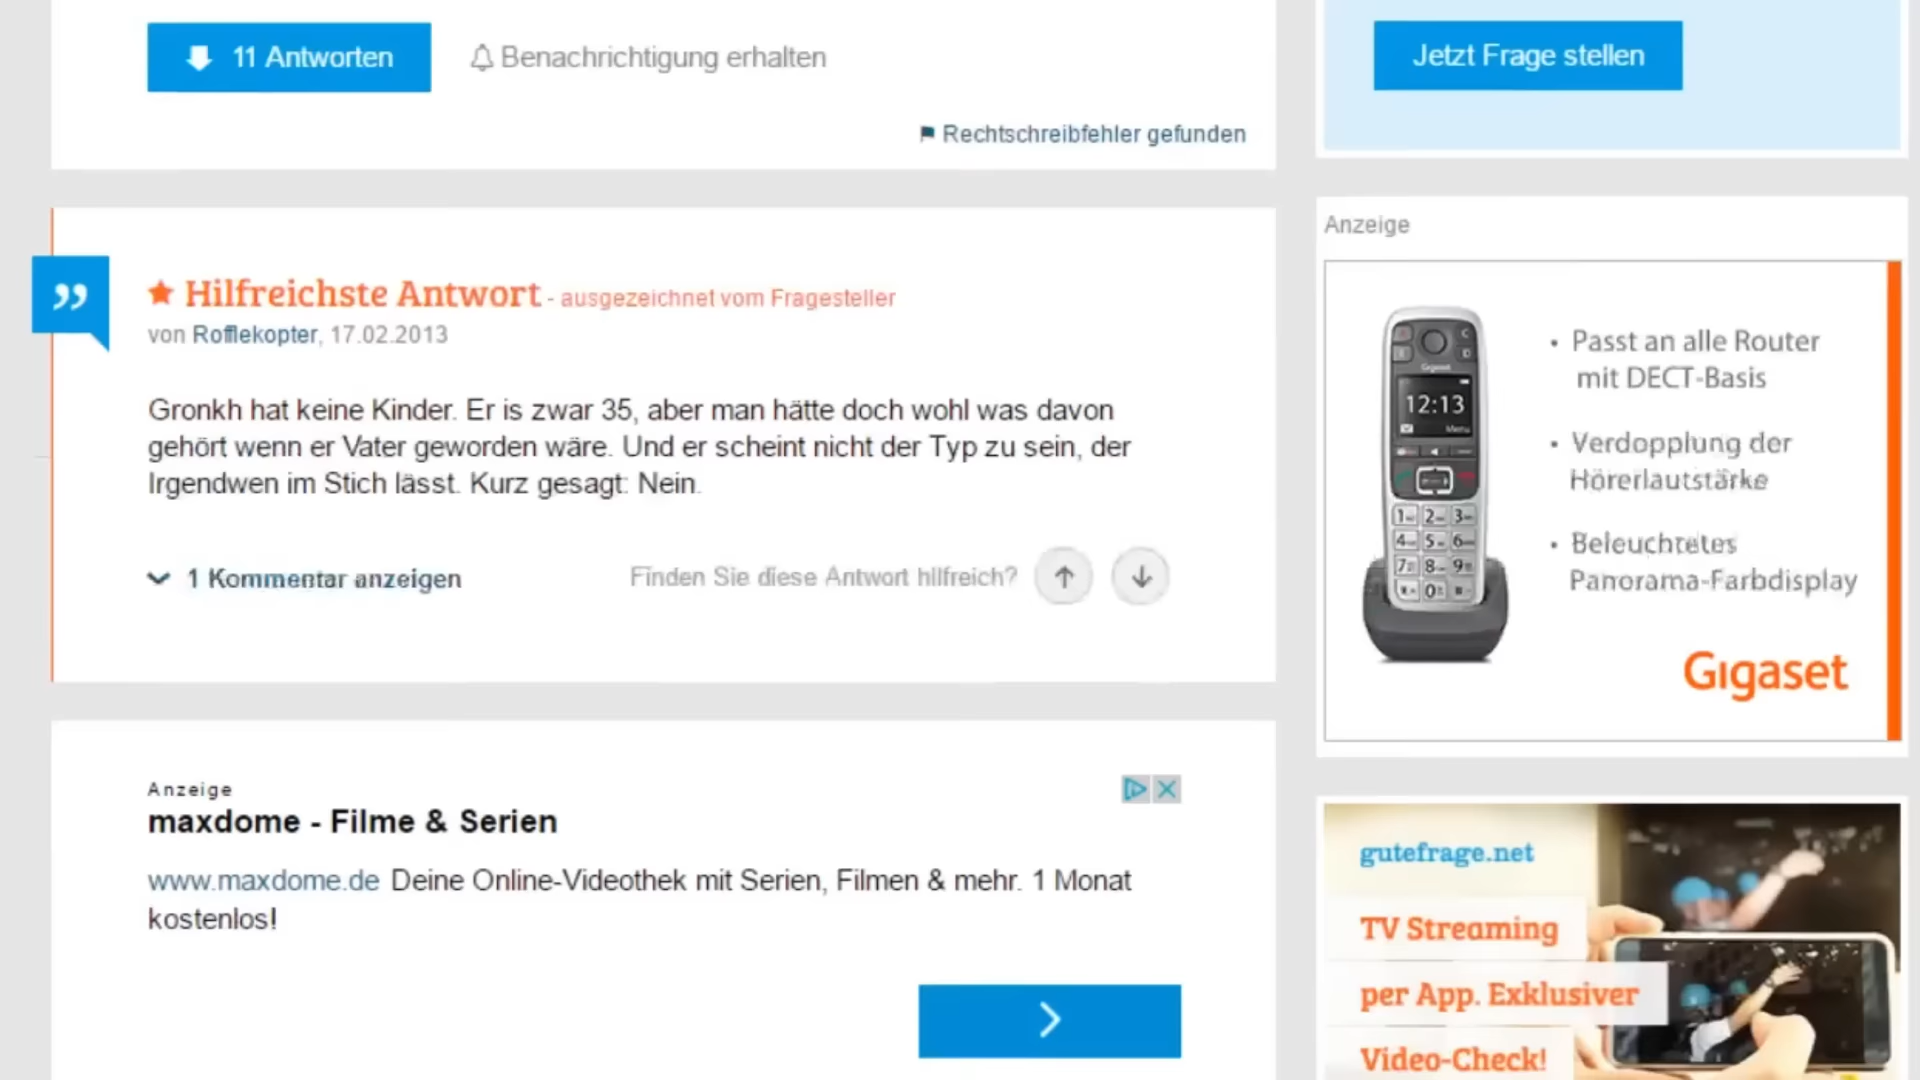 11 Antworten
Benachrichtigung erhalten
Rechtschreibfehler gefunden
Hilfreichste Antwort - ausgezeichnet vom Fragesteller
von Rofflekopter, 17.02.2013
Gronkh hat keine Kinder. Er is zwar 35, aber man hätte doch wohl was davon
gehört wenn er Vater geworden wäre. Und er scheint nicht der Typ zu sein, der
Irgendwen im Stich lässt. Kurz gesagt: Nein.
1 Kommentar anzeigen
Finden Sie diese Antwort hilfreich?
Anzeige
maxdome - Filme & Serien
www.maxdome.de Deine Online-Videothek mit Serien, Filmen & mehr. 1 Monat
kostenlos!
Jetzt Frage stellen
Anzeige
Gigaset
12:13
Menu
• Passt an alle Router
mit DECT-Basis
• Verdopplung der
Hörerlautstärke
• Beleuchtetes
Panorama-Farbdisplay
Gigaset
gutefrage.net
TV Streaming
per App. Exklusiver
Video-Check!